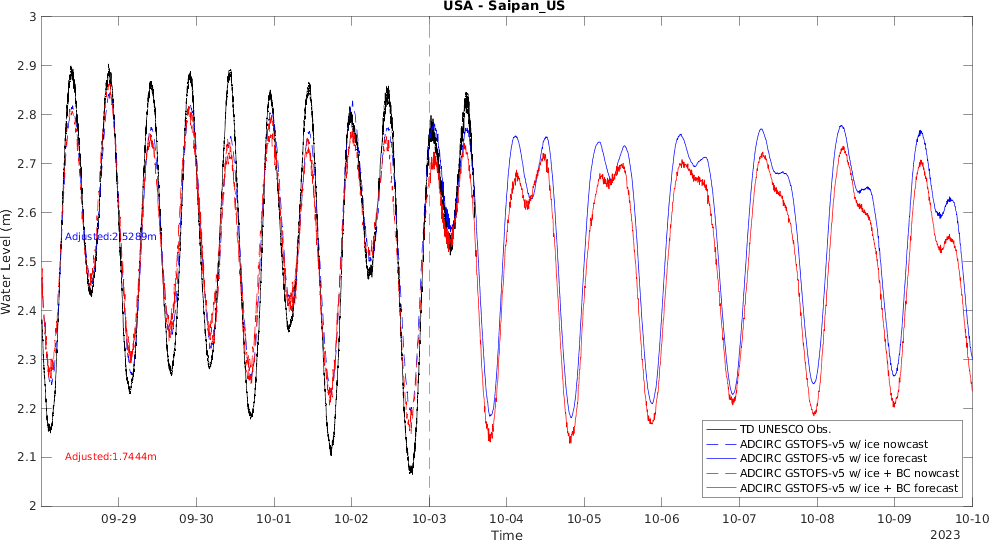 USA - Saipan_US
3
2.9
2.8
2.7
2.6
2.5
2.4
2.3
2.2
2.1
2
Water Level (m)
Adjusted:2.5289m
Adjusted:1.7444m
TD UNESCO Obs.
ADCIRC GSTOFS-v5 w/ ice nowcast
ADCIRC GSTOFS-v5 w/ ice forecast
ADCIRC GSTOFS-v5 w/ ice + BC nowcast
ADCIRC GSTOFS-v5 w/ ice + BC forecast
09-29 09-30 10-01 10-02 10-03 10-04 10-05 10-06 10-07 10-08 10-09 10-10
Time
2023